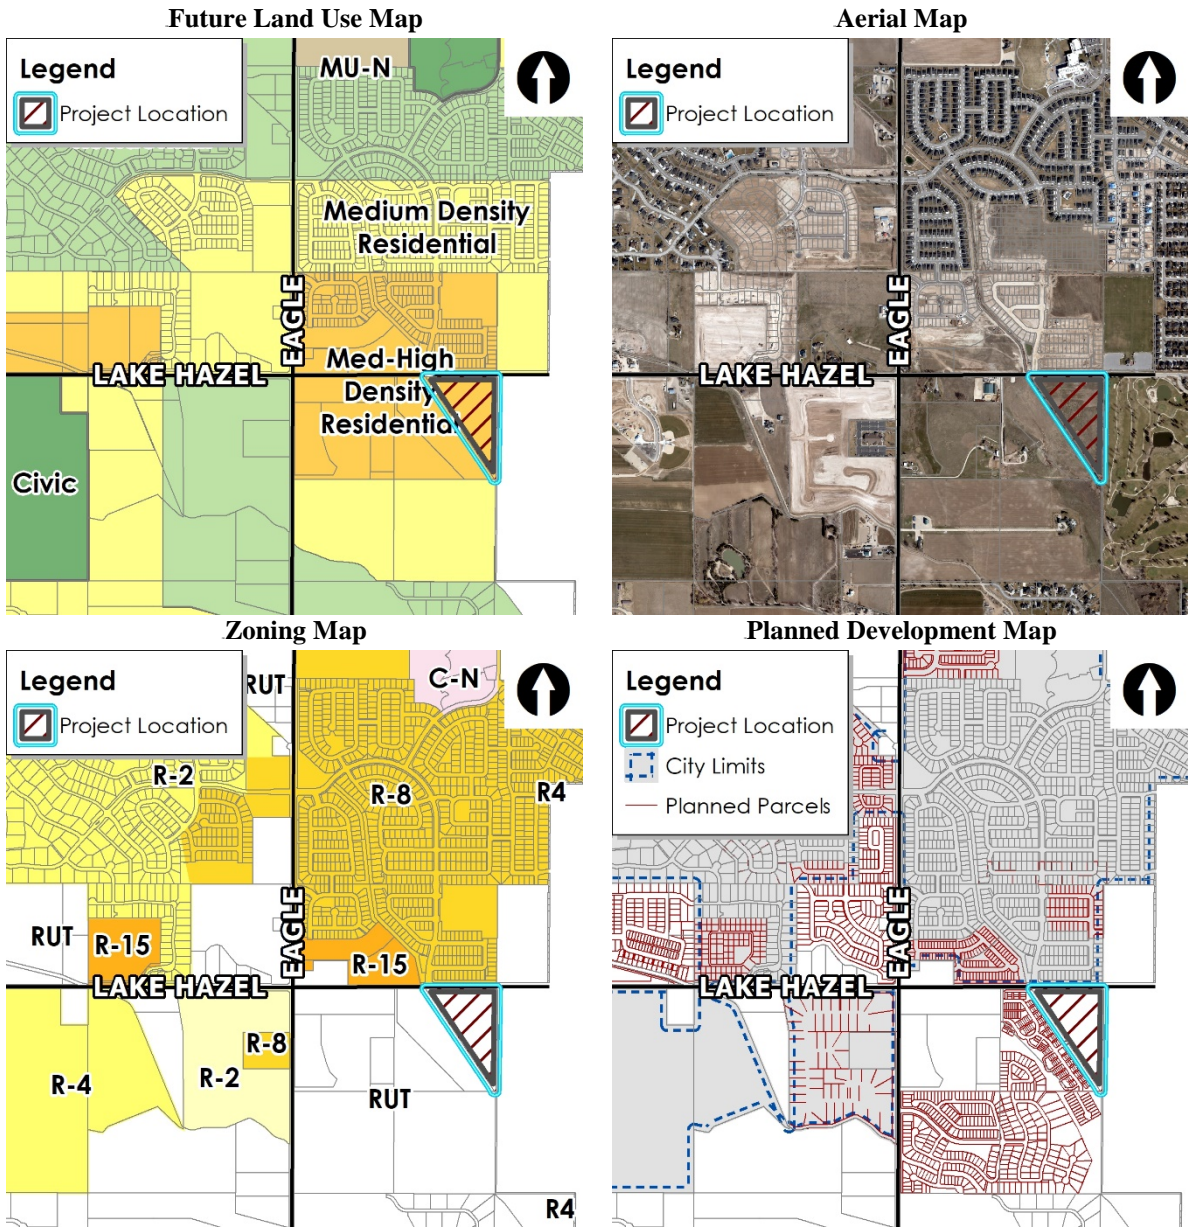 Future Land Use Map
Legend
Project Location
MU-N
Medium Density
Residential
EAGLE
LAKE HAZEL
Med-High
Density
Residential
Civic
Aerial Map
Legend
Project Location
EAGLE
LAKE HAZEL
Zoning Map
Legend
Project Location
RUT
C-N
R-2
R-8
R4
EAGLE
RUT
R-15
R-15
LAKE HAZEL
R-8
R-4
R-2
RUT
R4
Planned Development Map
Legend
Project Location
City Limits
Planned Parcels
EAGLE
LAKE HAZEL